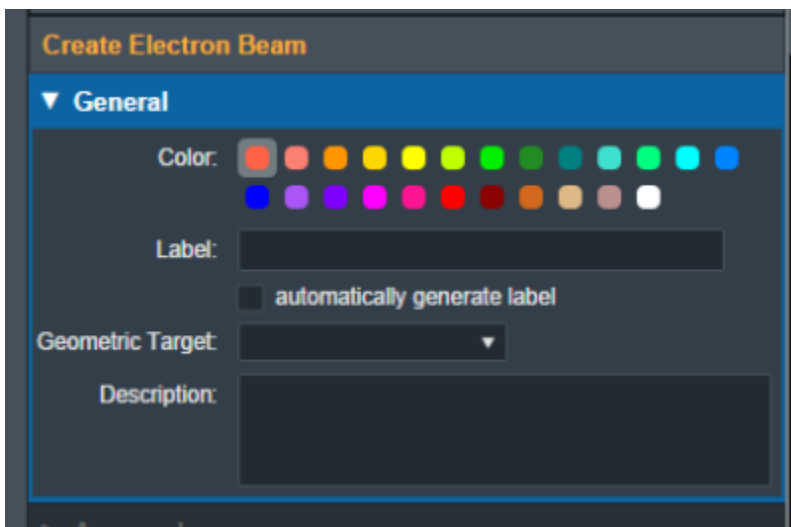 Create Electron Beam
▼ General
Color:
Label:
automatically generate label
Geometric Target:
Description: